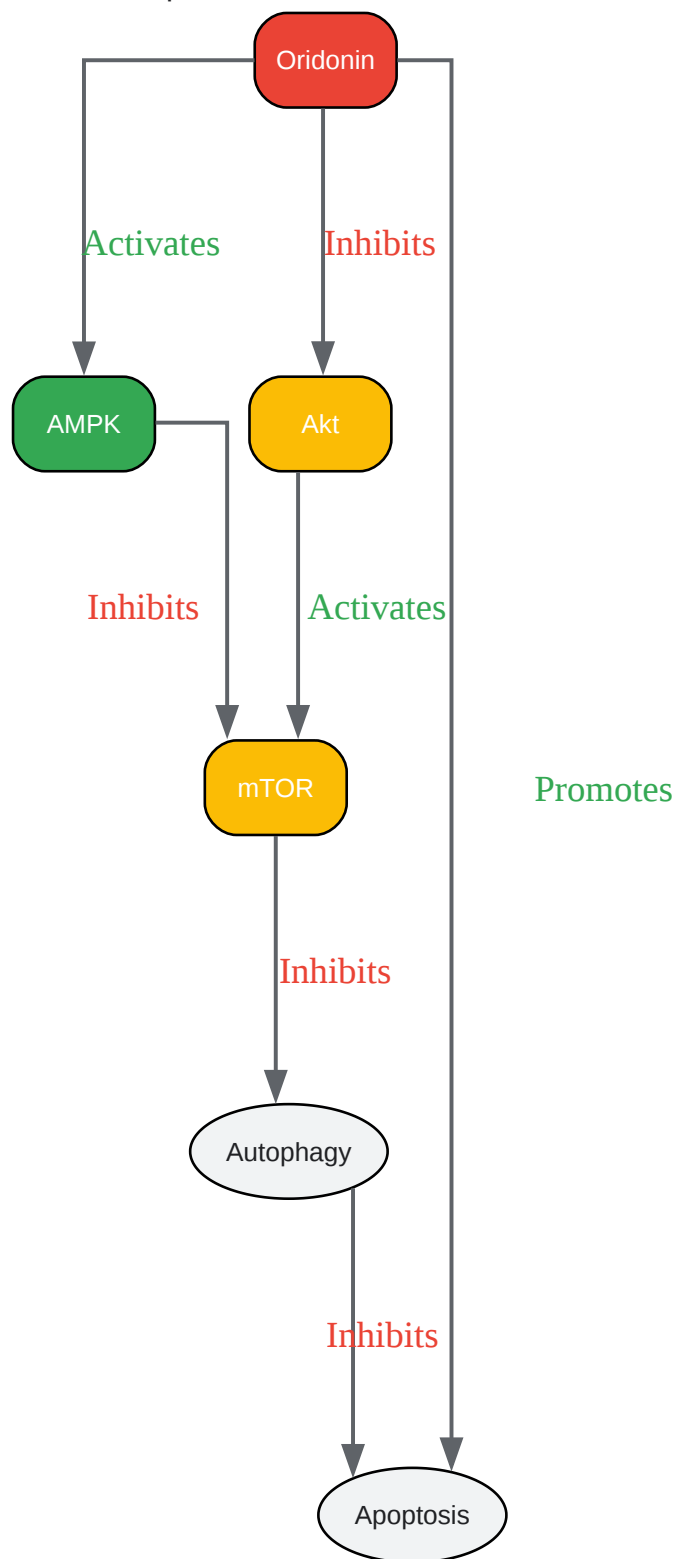 Oridonin
Activates
Inhibits
AMPK
Akt
Inhibits
Activates
mTOR
Promotes
Inhibits
Autophagy
Inhibits
Apoptosis